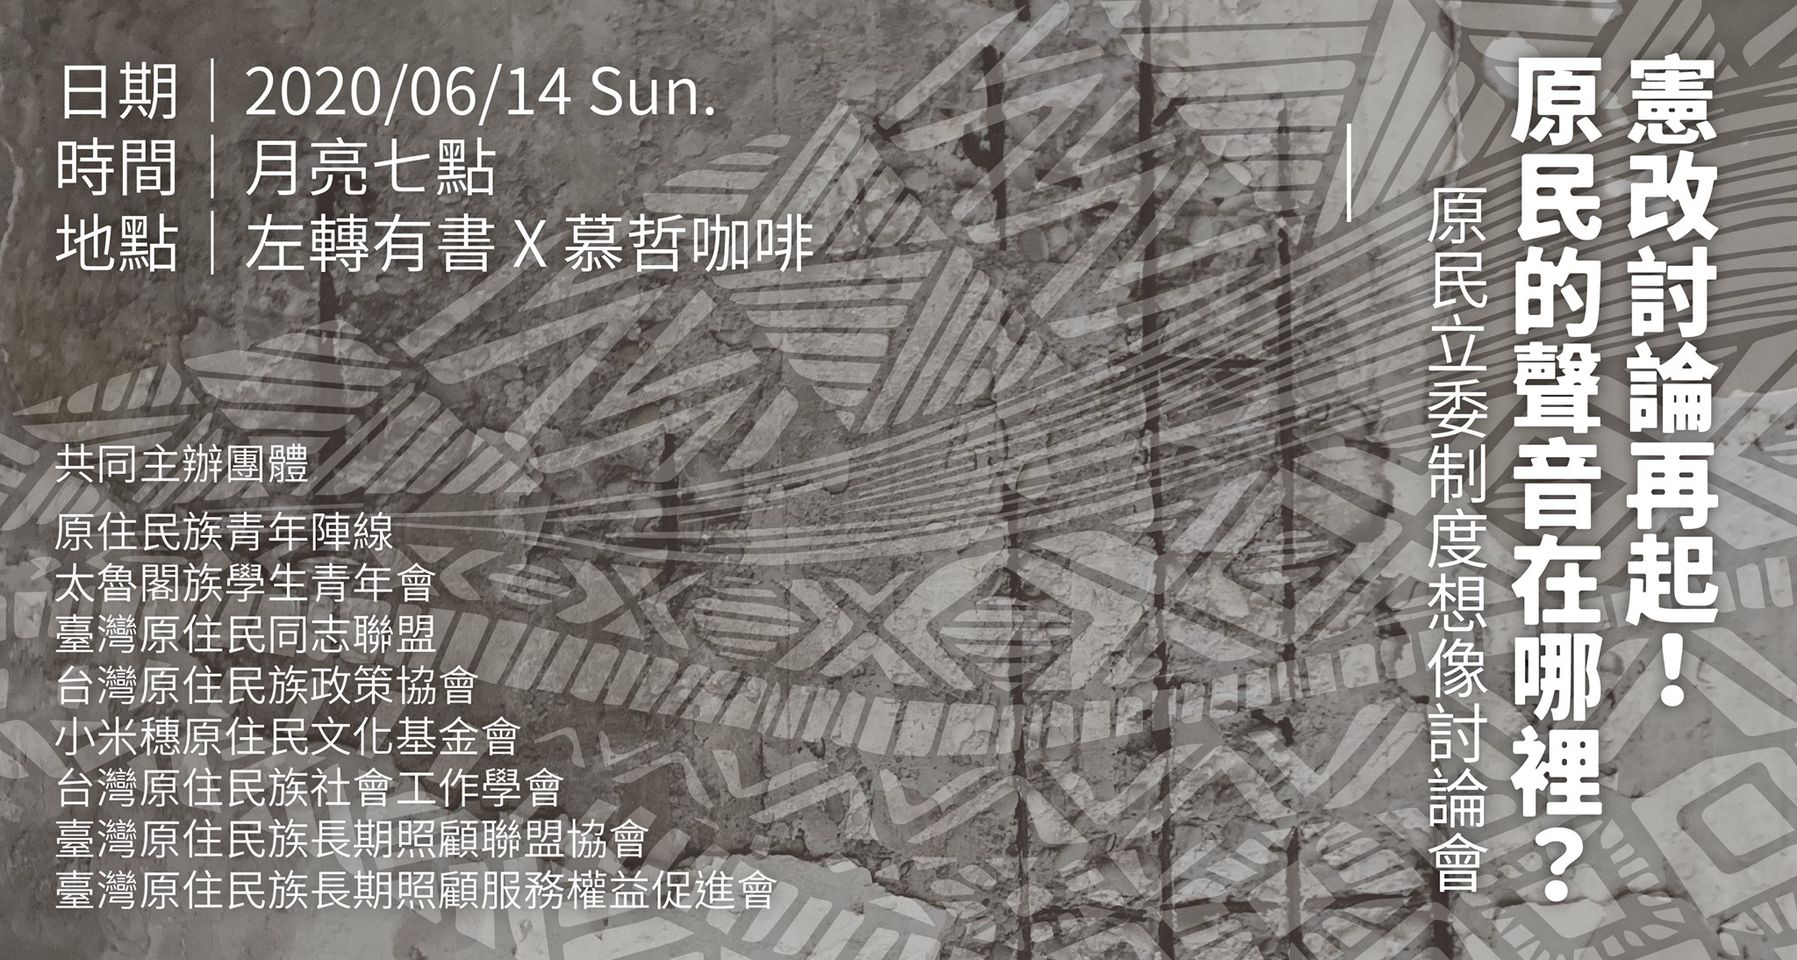 憲改討論再起！
原民的聲音在哪裡？
｜原民立委制度想像討論會
日期｜2020/06/14 Sun.
時間｜月亮七點
地點｜左轉有書 X 慕哲咖啡
共同主辦團體
原住民族青年陣線
太魯閣族學生青年會
臺灣原住民同志聯盟
台灣原住民族政策協會
小米穗原住民文化基金會
台灣原住民族社會工作學會
臺灣原住民族長期照顧聯盟協會
臺灣原住民族長期照顧服務權益促進會